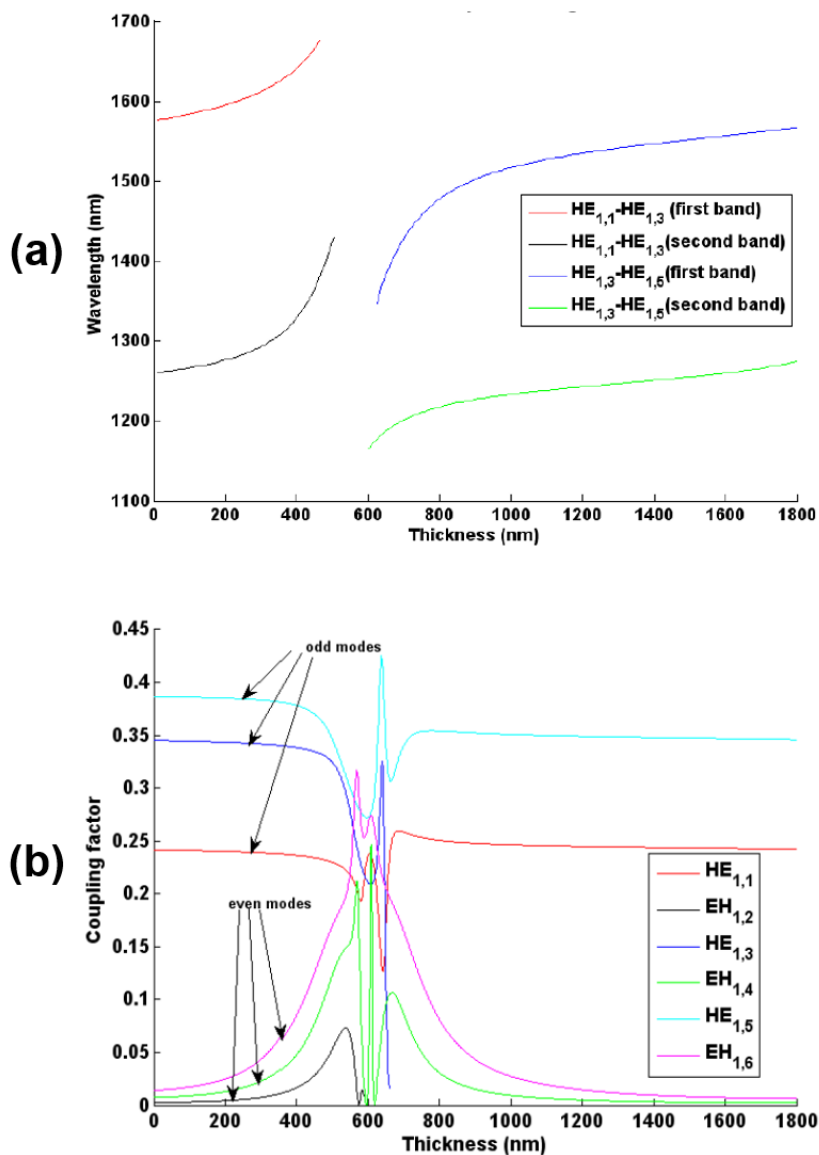 1700
1600
1500
1400
1300
1200
1100
0 200 400 600 800 1000 1200 1400 1600 1800
Wavelength (nm)
Thickness (nm)
HE1,1-HE1,3 (first band)
HE1,1-HE1,3(second band)
HE1,3-HE1,5(first band)
HE1,3-HE1,5(second band)
(a)
0.45
0.4
0.35
0.3
0.25
0.2
0.15
0.1
0.05
0
0 200 400 600 800 1000 1200 1400 1600 1800
Coupling factor
Thickness (nm)
odd modes
even modes
HE1,1
EH1,2
HE1,3
EH1,4
HE1,5
EH1,6
(b)